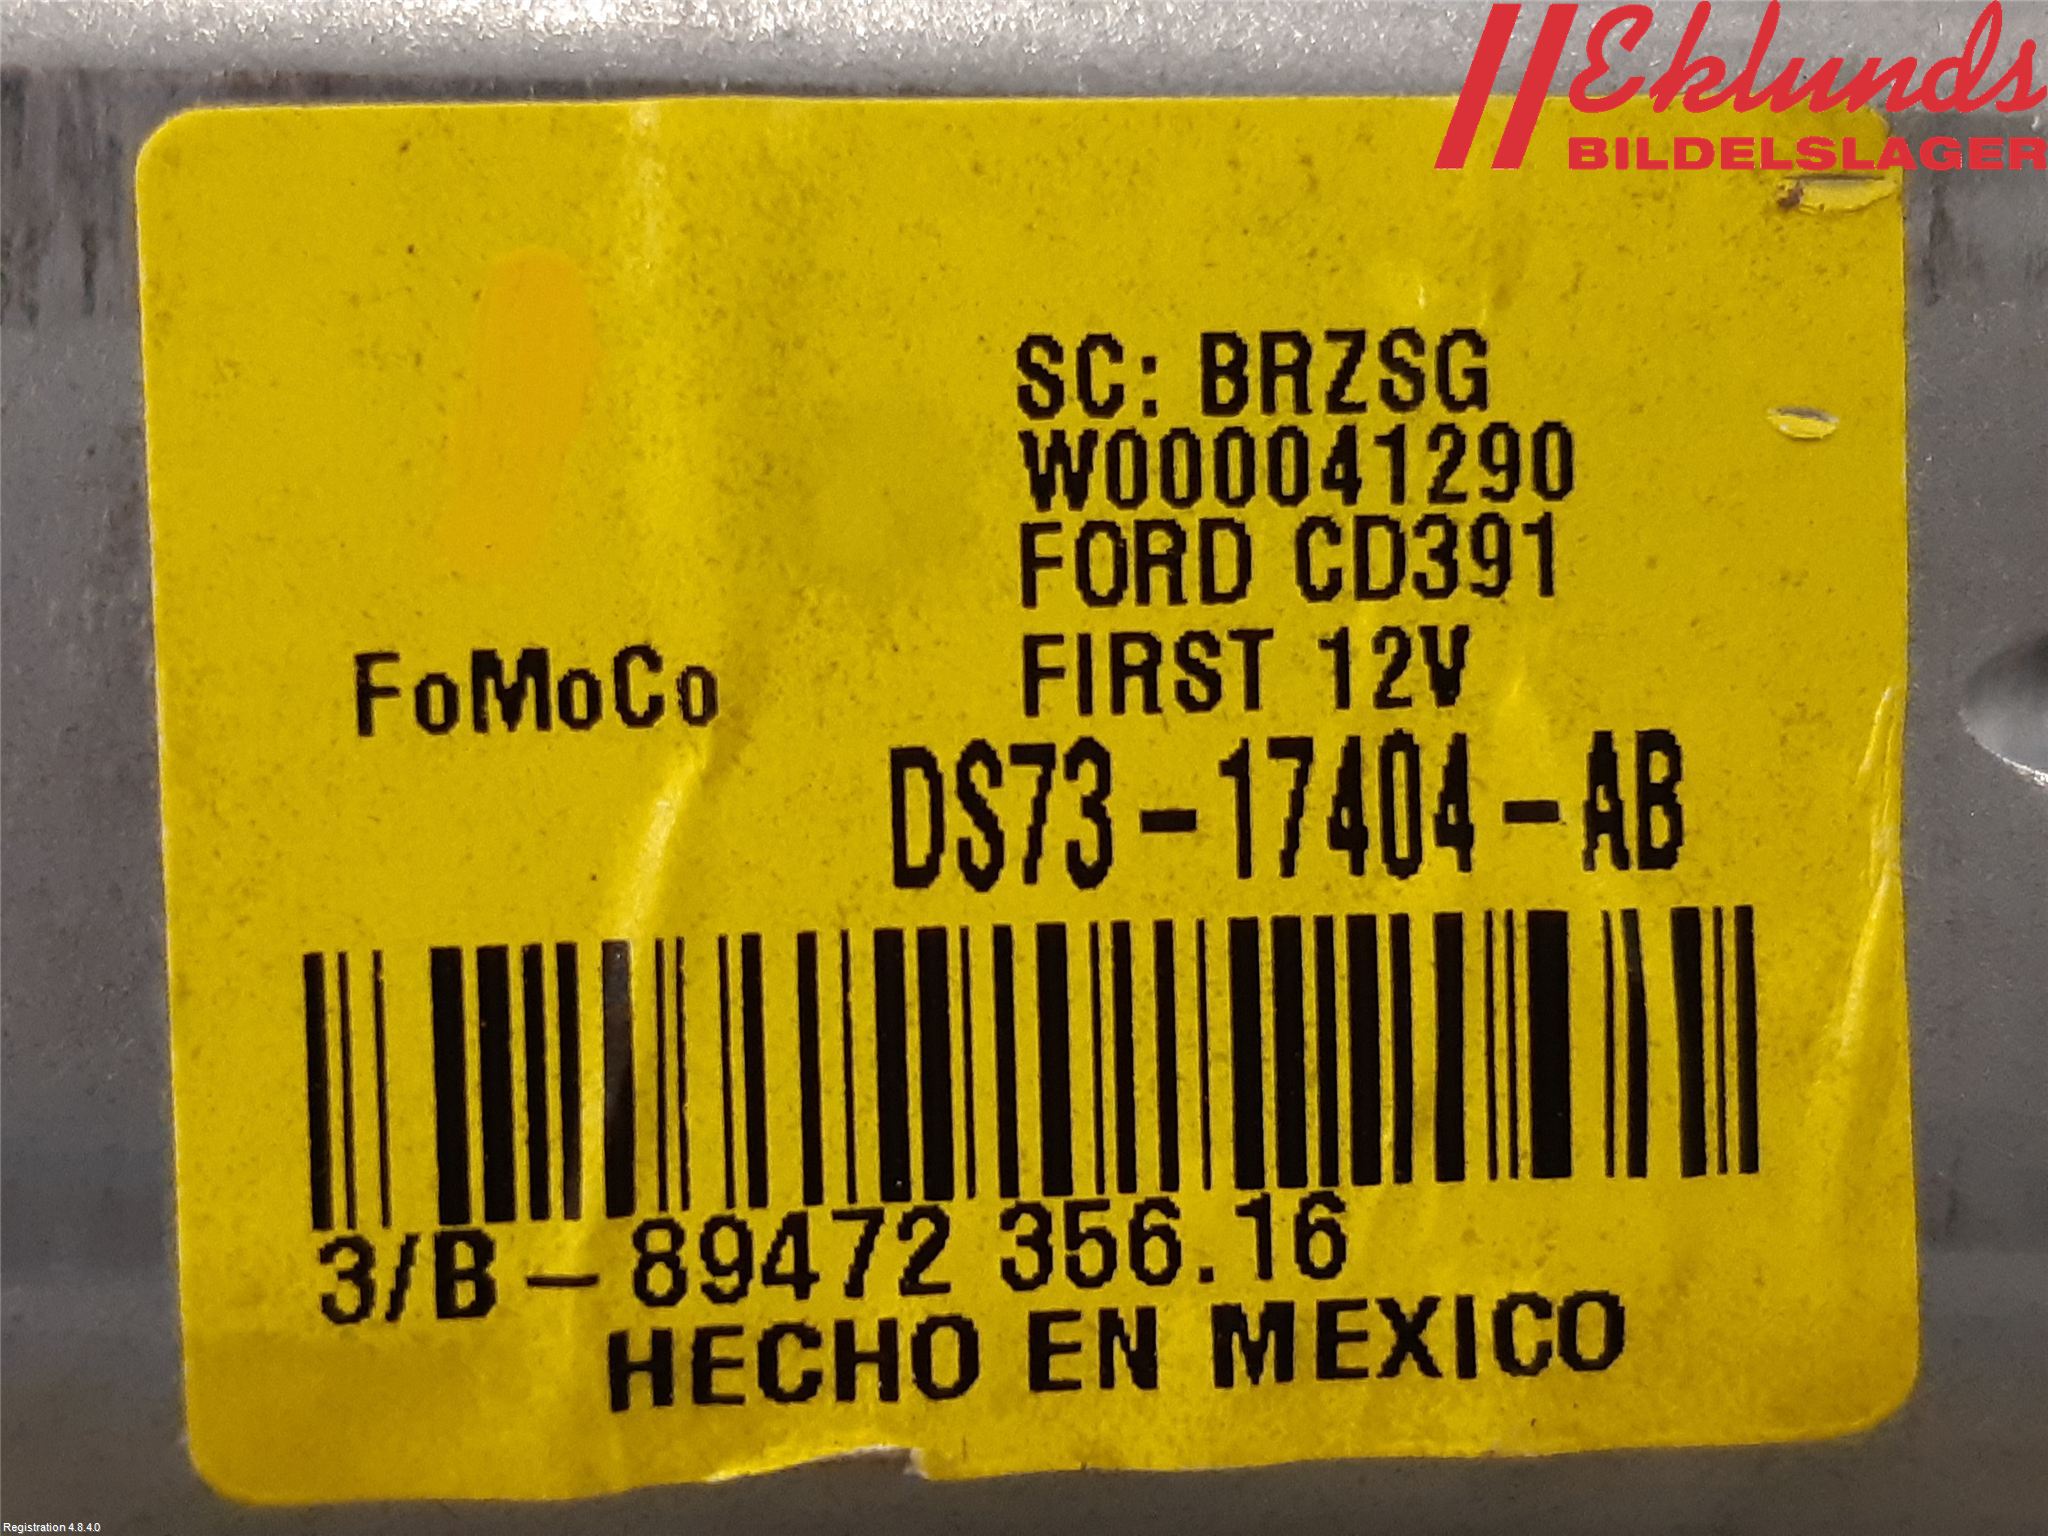 Eklunds
BILDELSLAGER
SC: BRZSG
W000041290
FORD CD391
FoMoCo
FIRST 12V
DS73-17404-AB
3/B-89472 356.16
HECHO EN MEXICO
Registration 4.8.4.0